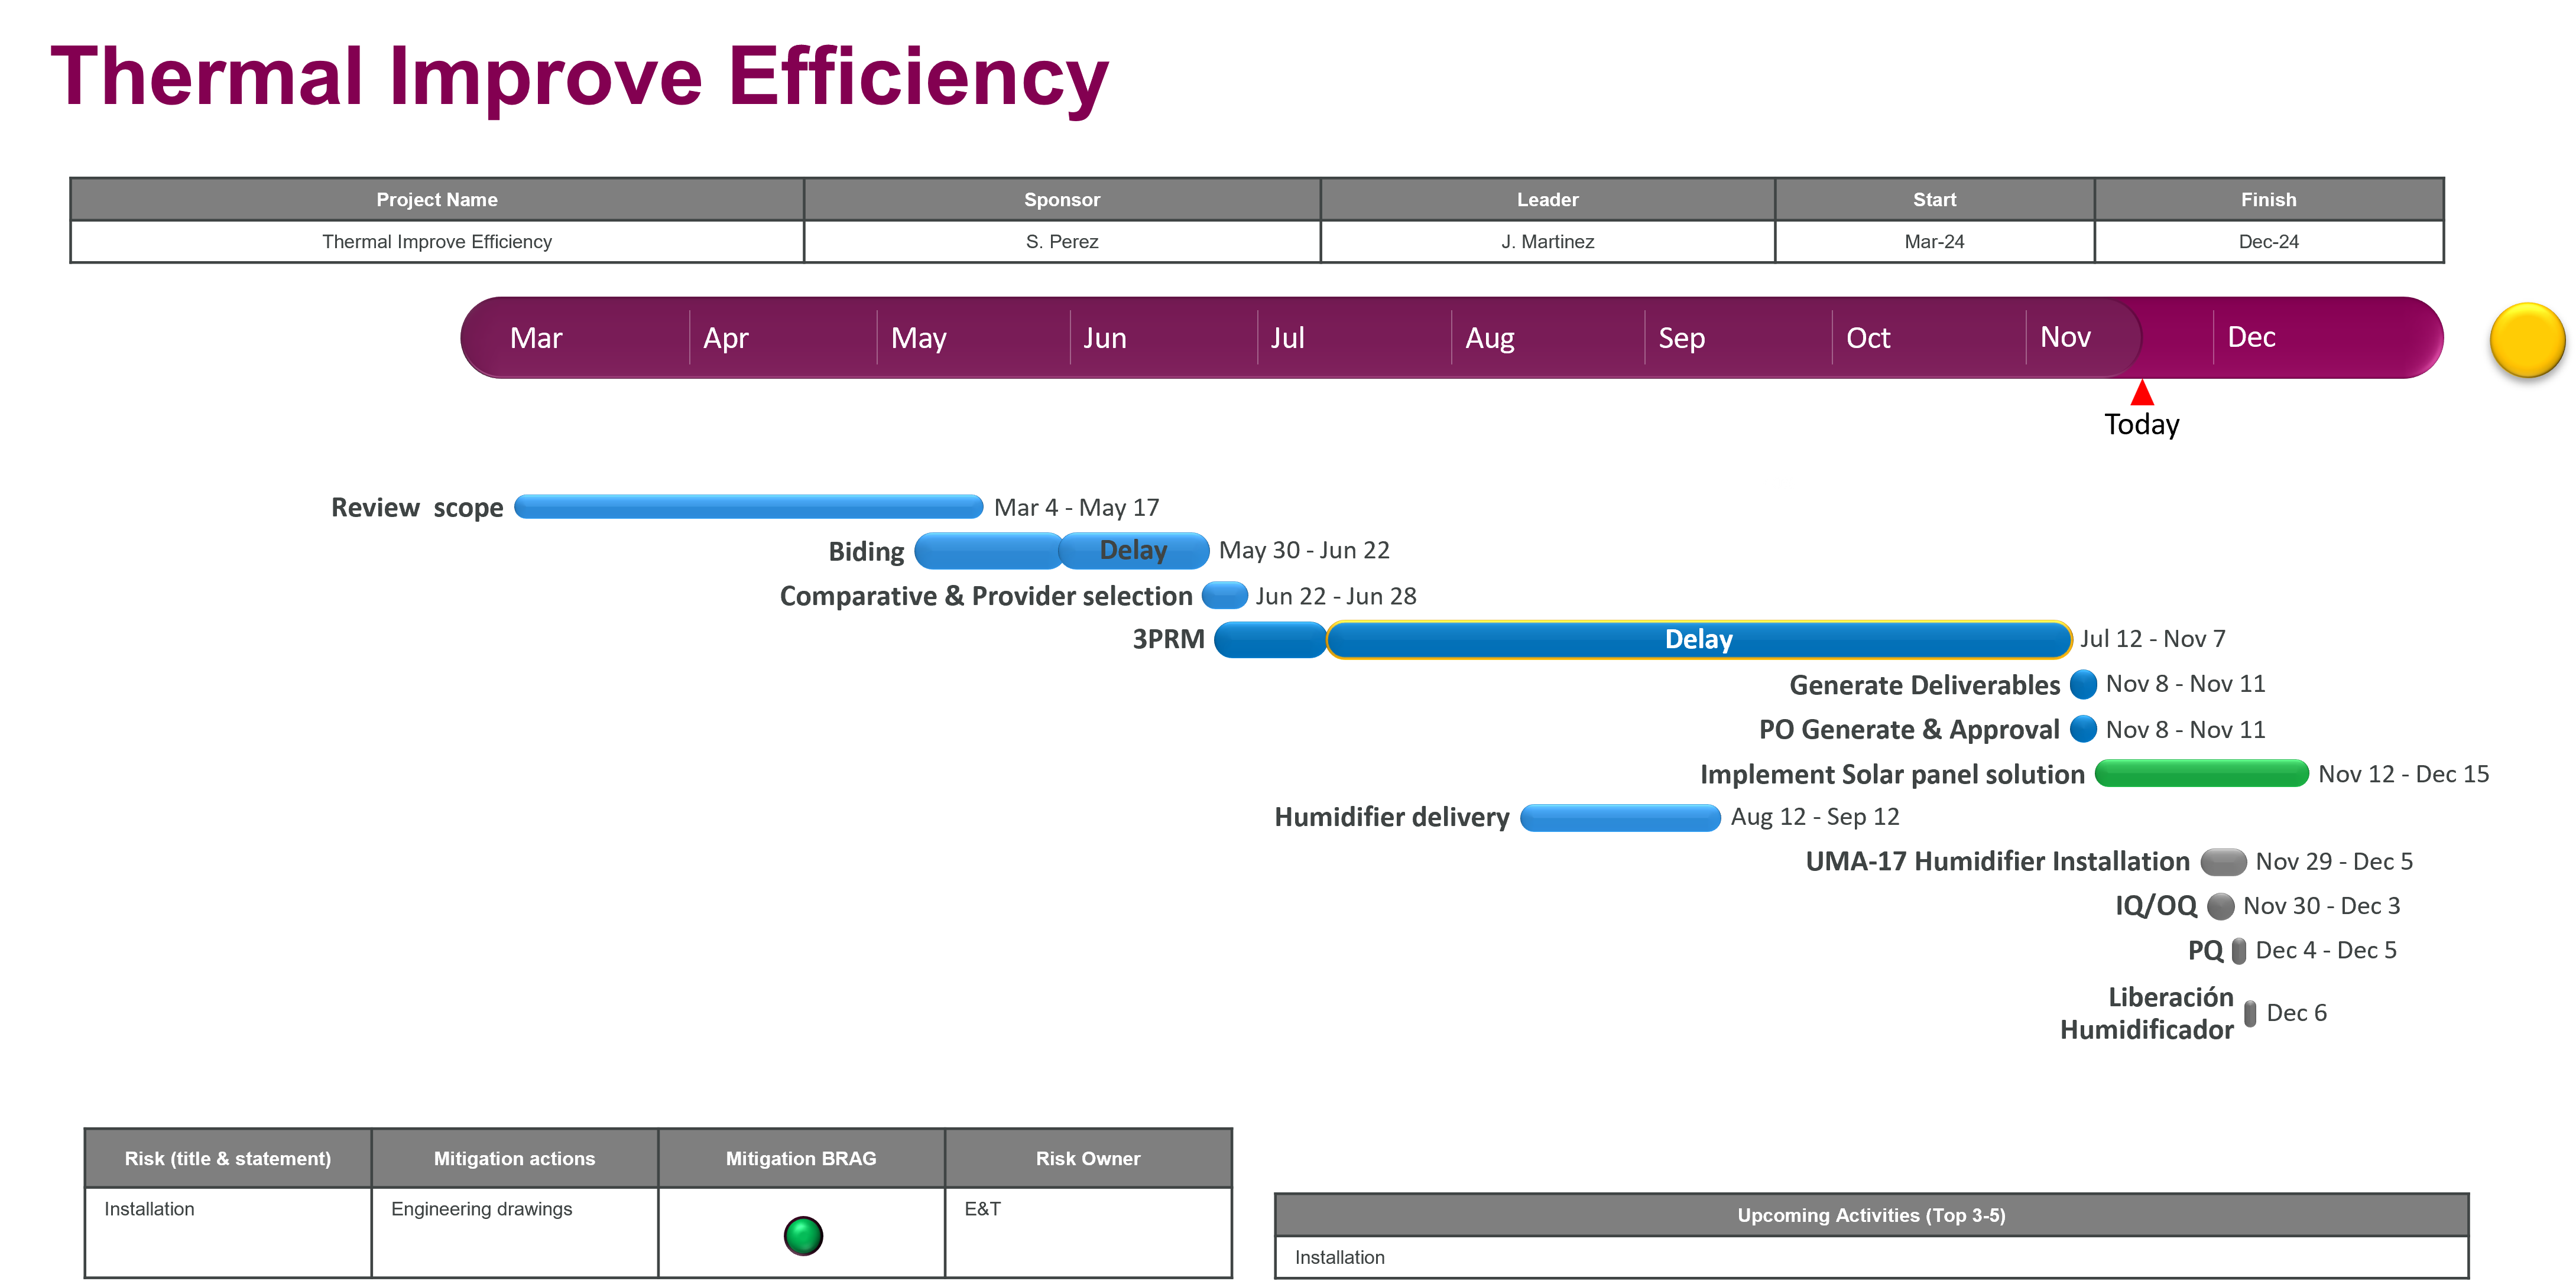 Thermal Improve Efficiency
Project Name Sponsor Leader Start Finish
Thermal Improve Efficiency S. Perez J. Martinez Mar-24 Dec-24
Mar Apr May Jun Jul Aug Sep Oct Nov Dec
Today
Review scope Mar 4 - May 17
Biding Delay May 30 - Jun 22
Comparative & Provider selection Jun 22 - Jun 28
3PRM Delay Jul 12 - Nov 7
Generate Deliverables Nov 8 - Nov 11
PO Generate & Approval Nov 8 - Nov 11
Implement Solar panel solution Nov 12 - Dec 15
Humidifier delivery Aug 12 - Sep 12
UMA-17 Humidifier Installation Nov 29 - Dec 5
IQ/OQ Nov 30 - Dec 3
PQ Dec 4 - Dec 5
Liberación
Humidificador Dec 6
Risk (title & statement) Mitigation actions Mitigation BRAG Risk Owner
Installation Engineering drawings E&T
Upcoming Activities (Top 3-5)
Installation